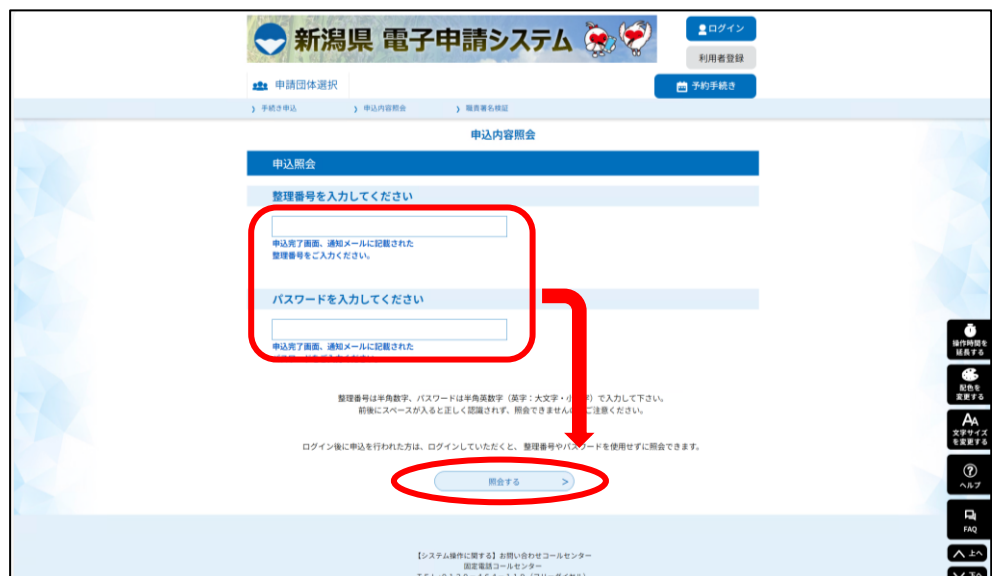 新潟県 電子申請システム
ログイン
利用者登録
申請団体選択
予約手続き
手続き申込
申込内容照会
職責署名検証
申込内容照会
申込照会
整理番号を入力してください
申込完了画面、通知メールに記載された
整理番号をご入力ください。
パスワードを入力してください
申込完了画面、通知メールに記載された
整理番号は半角数字、パスワードは半角英数字（英字：大文字・小 ）で入力して下さい。
前後にスペースが入ると正しく認識されず、照会できません ご注意ください。
ログイン後に申込を行われた方は、ログインしていただくと、 整理番号やパスワードを使用せずに照会できます。
照会する
操作時間を
延長する
配色を
変更する
AA
文字サイズ
を変更する
ヘルプ
FAQ
上へ
【システム操作に関する】お問い合わせコールセンター
固定電話コールセンター